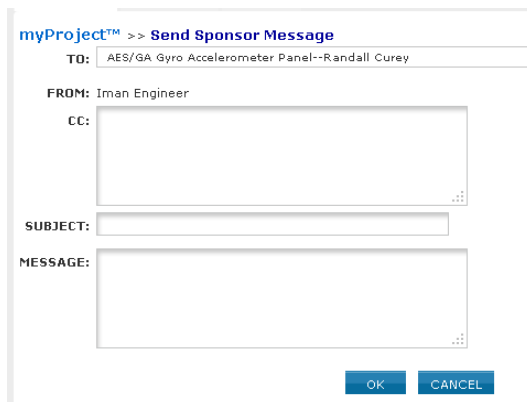 myProject™ >> Send Sponsor Message
TO: AES/GA Gyro Accelerometer Panel--Randall Curey
FROM: Iman Engineer
CC:
SUBJECT:
MESSAGE:
OK CANCEL